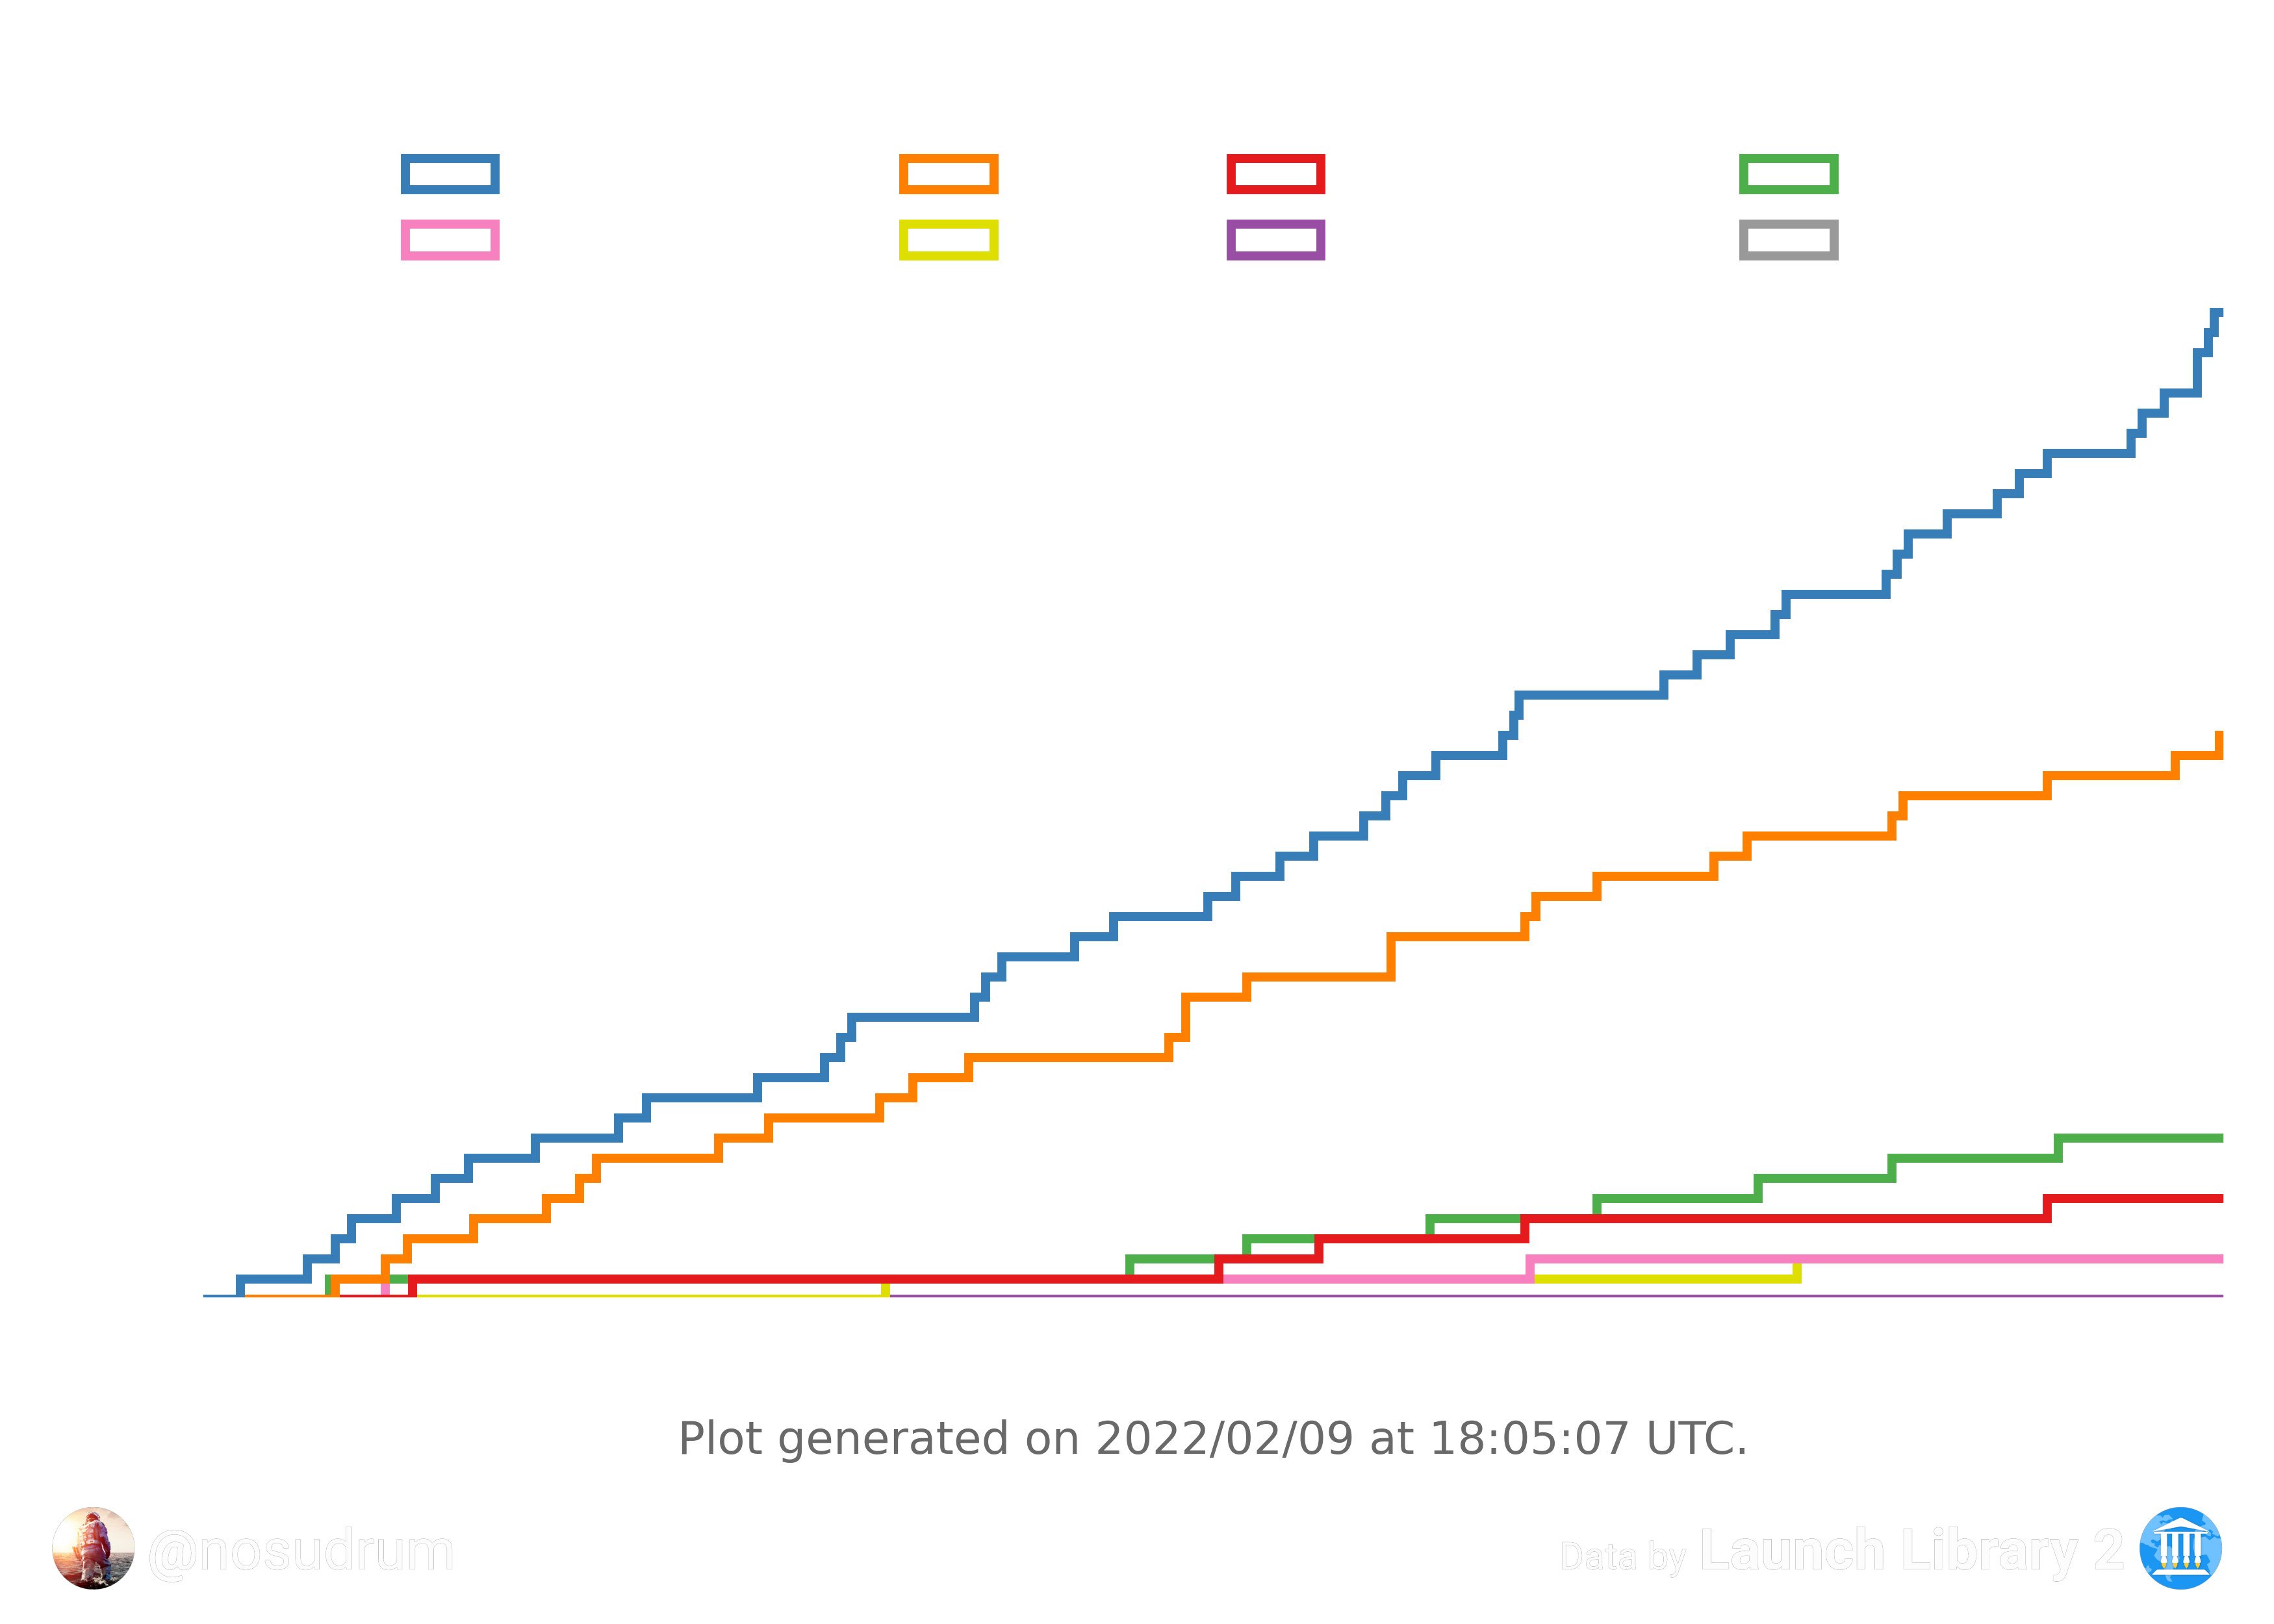 Plot generated on 2022/02/09 at 18:05:07 UTC.
@nosudrum
Data by Launch Library 2